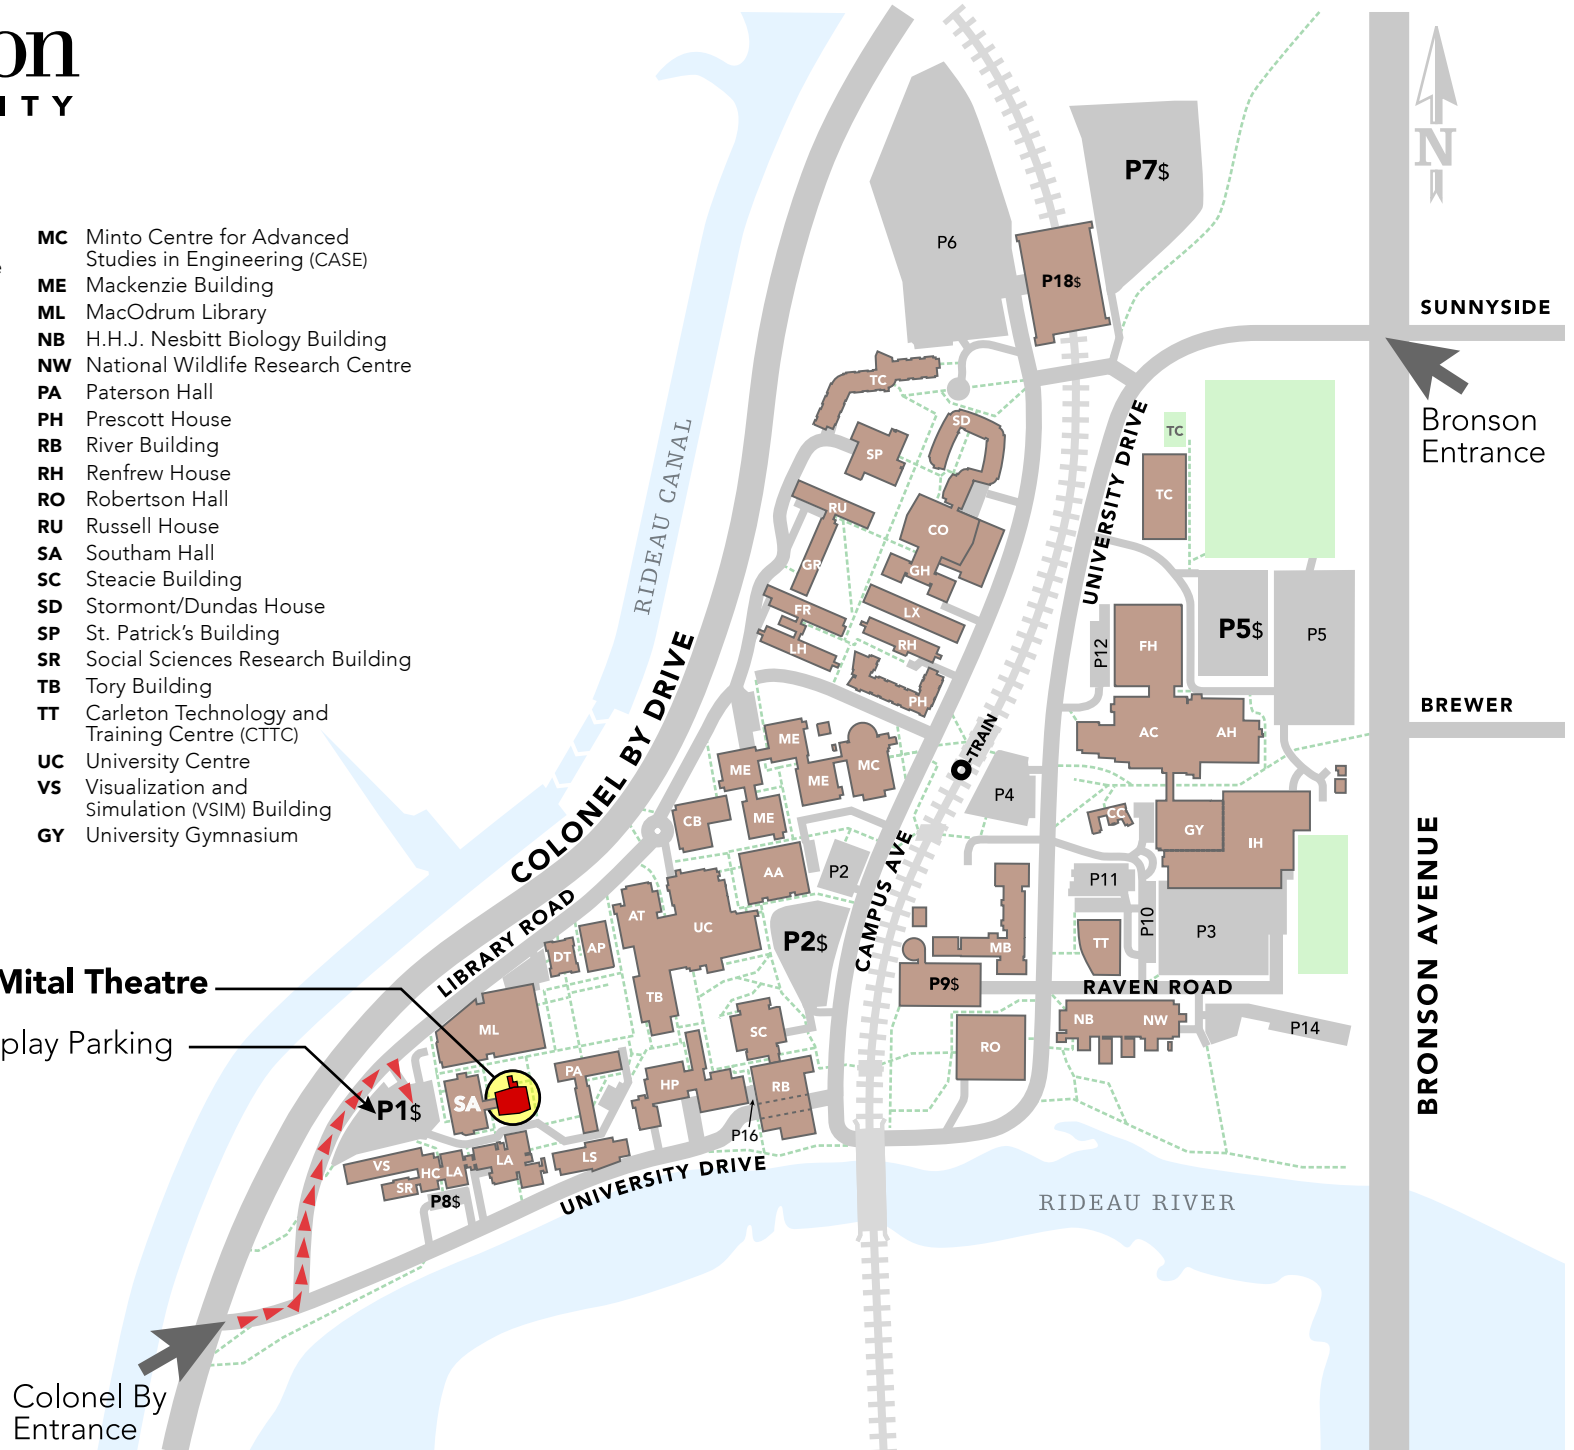 on
ITY
MC Minto Centre for Advanced
Studies in Engineering (CASE)
ME Mackenzie Building
ML MacOdrum Library
NB H.H.J. Nesbitt Biology Building
NW National Wildlife Research Centre
PA Paterson Hall
PH Prescott House
RB River Building
RH Renfrew House
RO Robertson Hall
RU Russell House
SA Southam Hall
SC Steacie Building
SD Stormont/Dundas House
SP St. Patrick's Building
SR Social Sciences Research Building
TB Tory Building
TT Carleton Technology and
Training Centre (CTTC)
UC University Centre
VS Visualization and
Simulation (VSIM) Building
GY University Gymnasium
Mital Theatre
play Parking
Colonel By
Entrance
COLONEL BY DRIVE
LIBRARY ROAD
RIDEAU CANAL
P6
P7$
P18$
N
SUNNYSIDE
Bronson
Entrance
UNIVERSITY DRIVE
UNIVERSITY DRIVE
TC
SD
SP
RU
CO
GR
GH
FR
LX
LH
RH
PH
TC
TC
P5$
P5
P12
FH
AC
AH
BREWER
BRONSON AVENUE
O-TRAIN
P4
CC
GY
IH
P11
P10
P3
TT
RAVEN ROAD
MB
P9$
NB
NW
P14
RO
ME
ME
ME
ME
MC
CB
AA
P2
CAMPUS AVE
P2$
AT
UC
AP
DT
TB
ML
SC
PA
HP
RB
P16
SA
P1$
VS
HC
LA
LA
SR
LS
P8$
UNIVERSITY DRIVE
RIDEAU RIVER